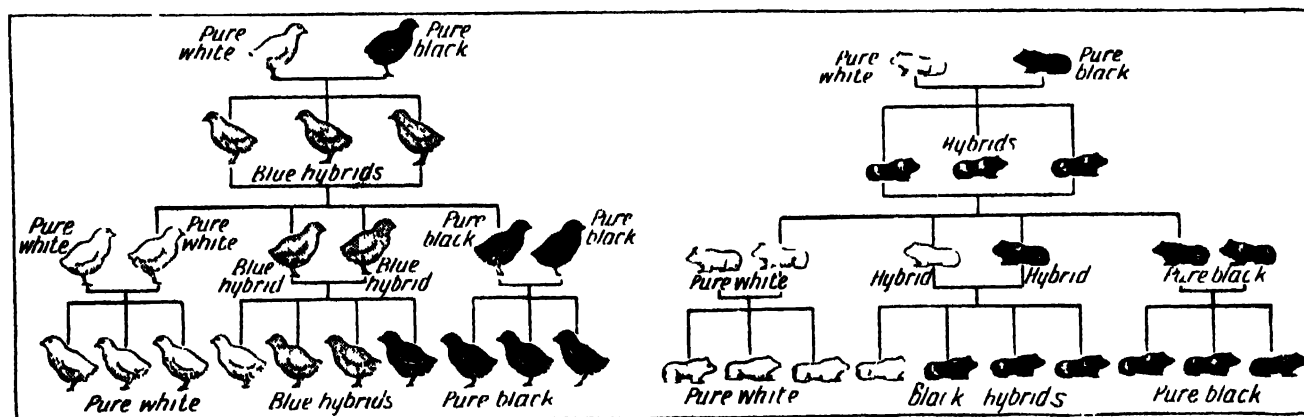 Pure
white
Pure
black
Blue hybrids
Pure
white
Pure
white
Blue
hybrid
Blue
hybrid
Pure
black
Pure
black
Pure white
Blue hybrids
Pure black
Pure
white
Pure
black
Hybrids
Pure white
Hybrid
Hybrid
Pure black
Pure white
Black hybrids
Pure black